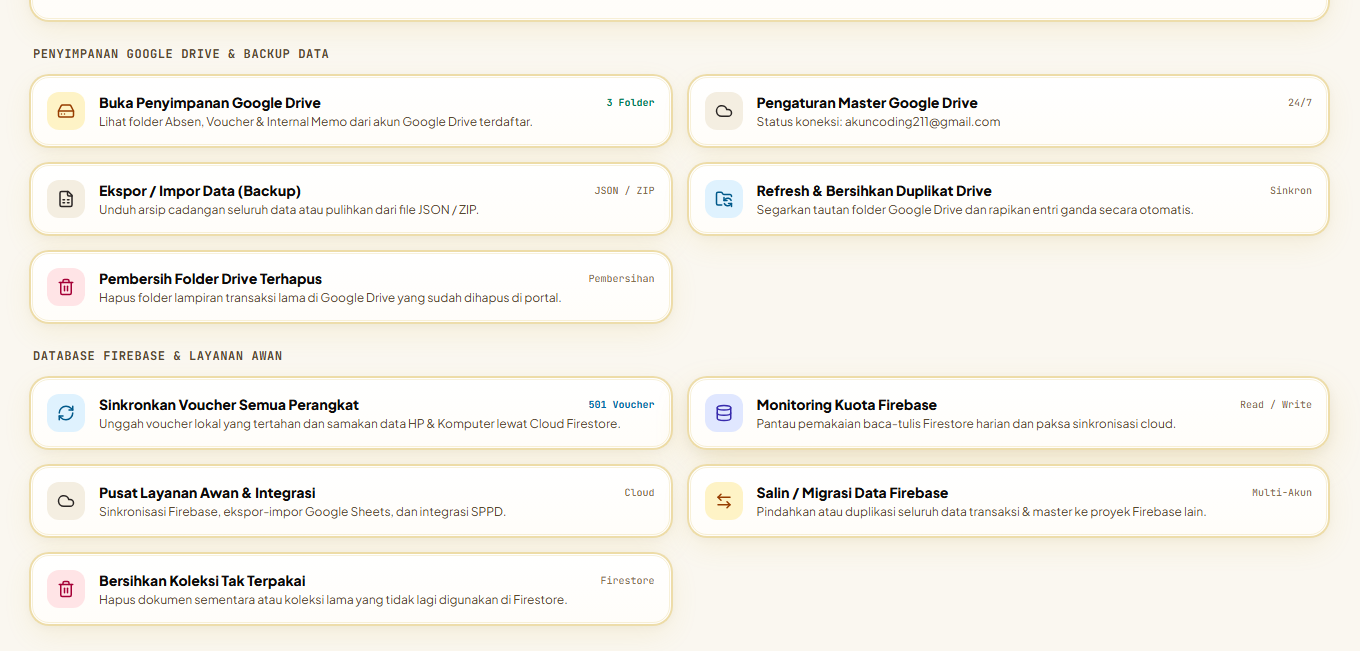 PENYIMPANAN GOOGLE DRIVE & BACKUP DATA
Buka Penyimpanan Google Drive
3 Folder
Lihat folder Absen, Voucher & Internal Memo dari akun Google Drive terdaftar.
Pengaturan Master Google Drive
24/7
Status koneksi: akuncoding211@gmail.com
Ekspor / Impor Data (Backup)
JSON / ZIP
Unduh arsip cadangan seluruh data atau pulihkan dari file JSON / ZIP.
Refresh & Bersihkan Duplikat Drive
Sinkron
Segarkan tautan folder Google Drive dan rapikan entri ganda secara otomatis.
Pembersih Folder Drive Terhapus
Pembersihan
Hapus folder lampiran transaksi lama di Google Drive yang sudah dihapus di portal.
DATABASE FIREBASE & LAYANAN AWAN
Sinkronkan Voucher Semua Perangkat
501 Voucher
Unggah voucher lokal yang tertahan dan samakan data HP & Komputer lewat Cloud Firestore.
Monitoring Kuota Firebase
Read / Write
Pantau pemakaian baca-tulis Firestore harian dan paksa sinkronisasi cloud.
Pusat Layanan Awan & Integrasi
Cloud
Sinkronisasi Firebase, ekspor-impor Google Sheets, dan integrasi SPPD.
Salin / Migrasi Data Firebase
Multi-Akun
Pindahkan atau duplikasi seluruh data transaksi & master ke proyek Firebase lain.
Bersihkan Koleksi Tak Terpakai
Firestore
Hapus dokumen sementara atau koleksi lama yang tidak lagi digunakan di Firestore.